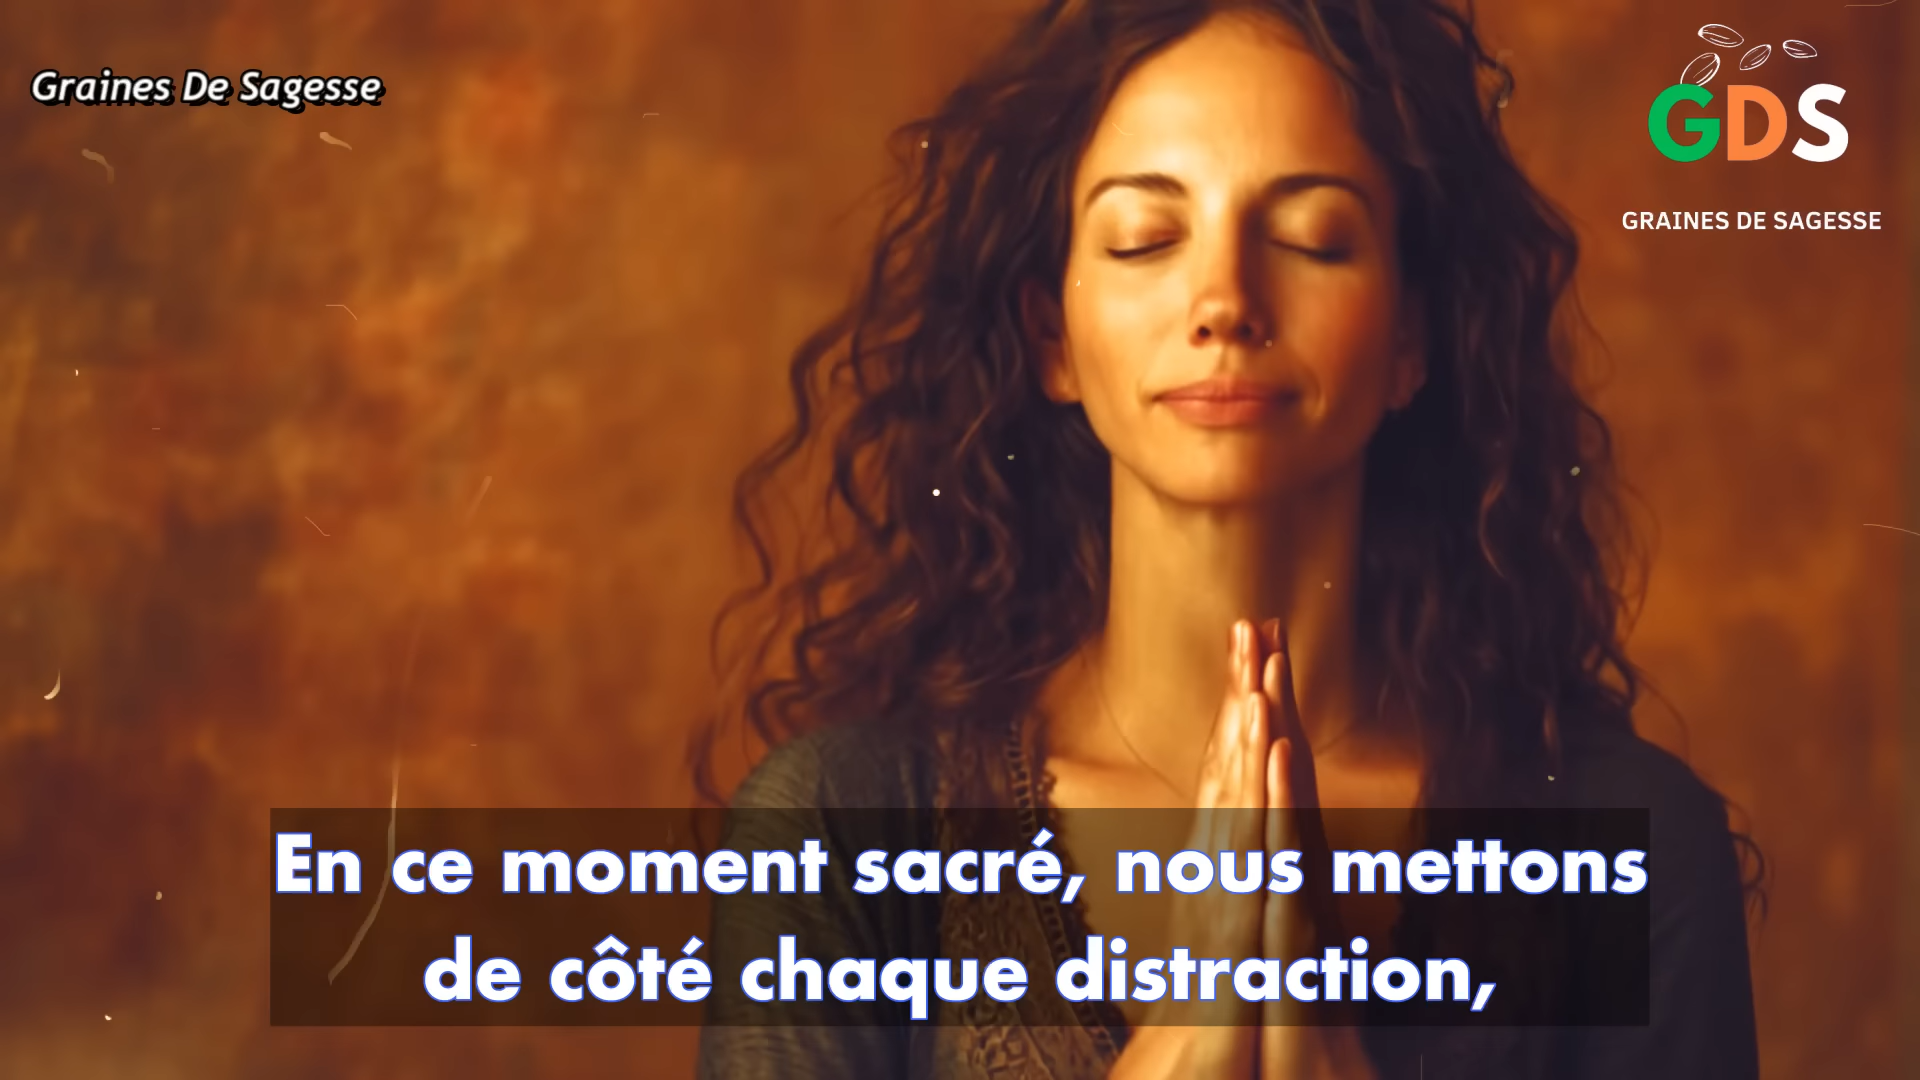 Graines De Sagesse
GDS
GRAINES DE SAGESSE
En ce moment sacré, nous mettons
de côté chaque distraction,